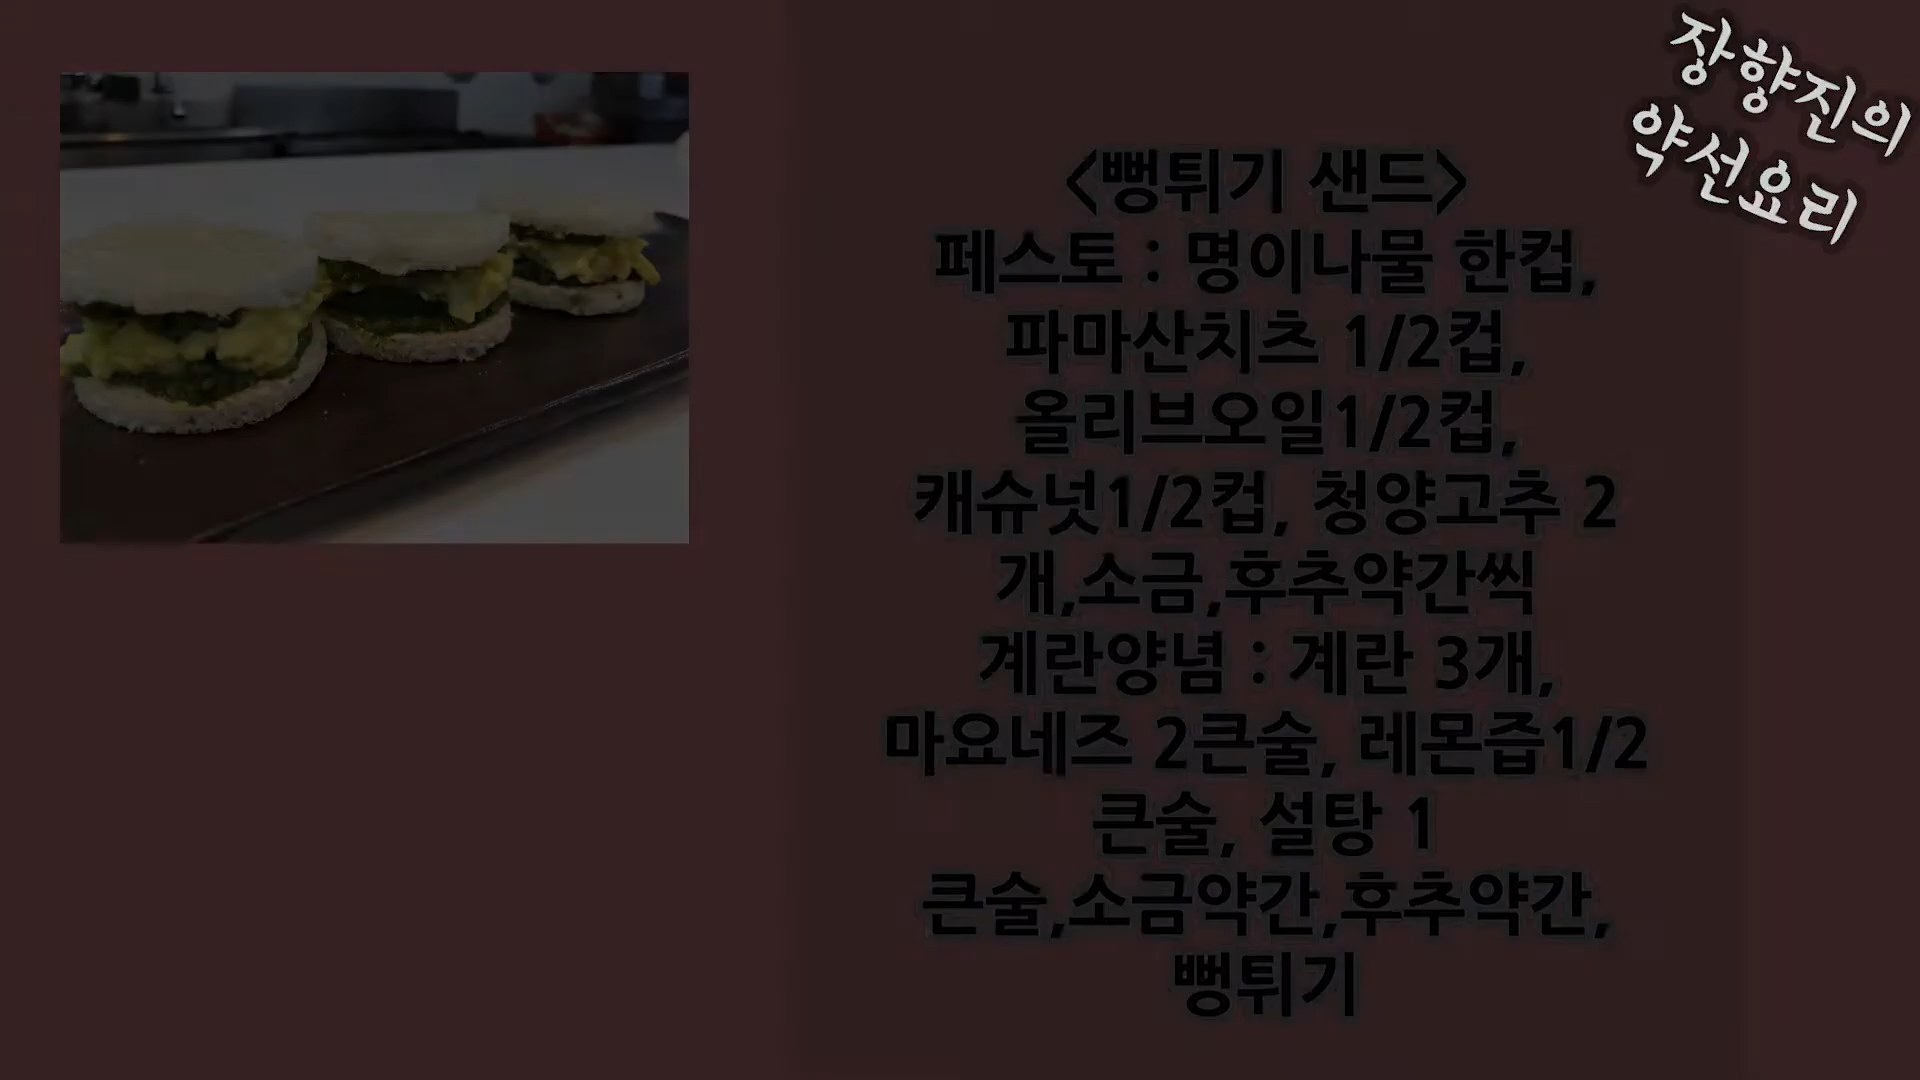 장향진의
약선요리
<뻥튀기 샌드>
페스토 : 명이나물 한컵,
파마산치츠 1/2컵,
올리브오일1/2컵,
캐슈넛1/2컵, 청양고추 2
개,소금,후추약간씩
계란양념 : 계란 3개,
마요네즈 2큰술, 레몬즙1/2
큰술, 설탕 1
큰술,소금약간,후추약간,
뻥튀기